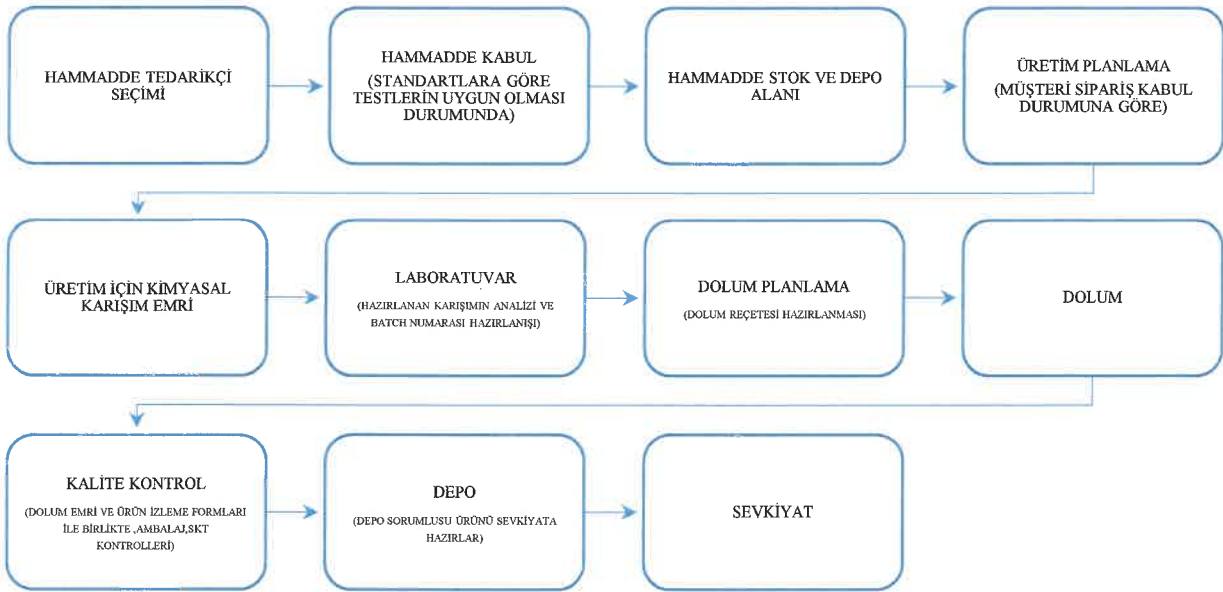 HAMMADDE TEDARİKÇİ
SEÇİMİ
HAMMADDE KABUL
(STANDARTLARA GÖRE
TESTLERİN UYGUN OLMASI
DURUMUNDA)
HAMMADDE STOK VE DEPO
ALANI
ÜRETİM PLANLAMA
(MÜŞTERİ SİPARİŞ KABUL
DURUMUNA GÖRE)
ÜRETİM İÇİN KİMYASAL
KARIŞIM EMRİ
LABORATUVAR
(HAZIRLANAN KARIŞIMIN ANALİZİ VE
BATCH NUMARASI HAZIRLANIŞI)
DOLUM PLANLAMA
(DOLUM REÇETESİ HAZIRLANMASI)
DOLUM
KALİTE KONTROL
(DOLUM EMRİ VE ÜRÜN İZLEME FORMLARI
İLE BİRLİKTE ,AMBALAJ,SKT
KONTROLLERİ)
DEPO
(DEPO SORUMLUSU ÜRÜNÜ SEVKİYATA
HAZIRLAR)
SEVKİYAT